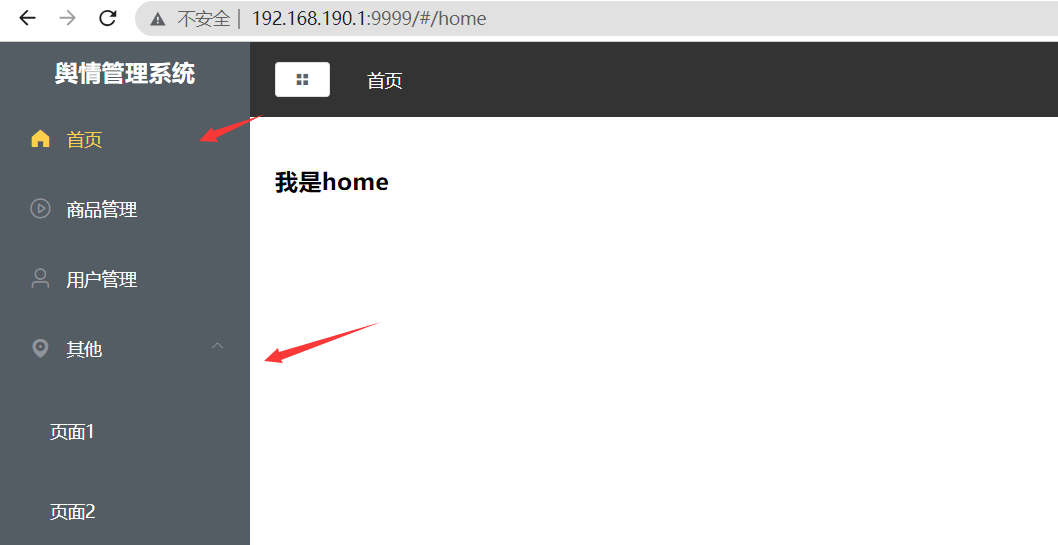 不安全 192.168.190.1:9999/#/home
舆情管理系统
首页
首页
商品管理
用户管理
其他
页面1
页面2
我是home